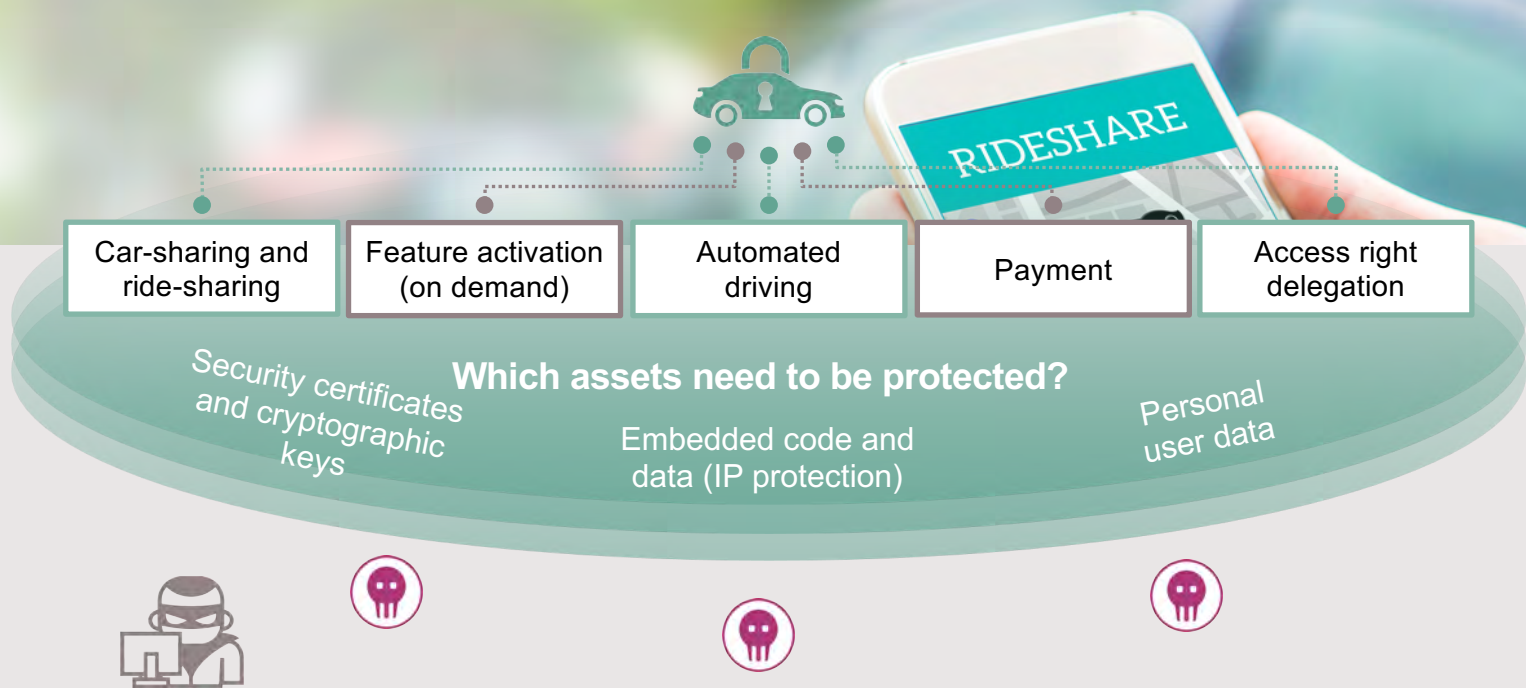 RIDESHARE
Car-sharing and
ride-sharing
Feature activation
(on demand)
Automated
driving
Payment
Access right
delegation
Which assets need to be protected?
Security certificates
and cryptographic
keys
Embedded code and
data (IP protection)
Personal
user data